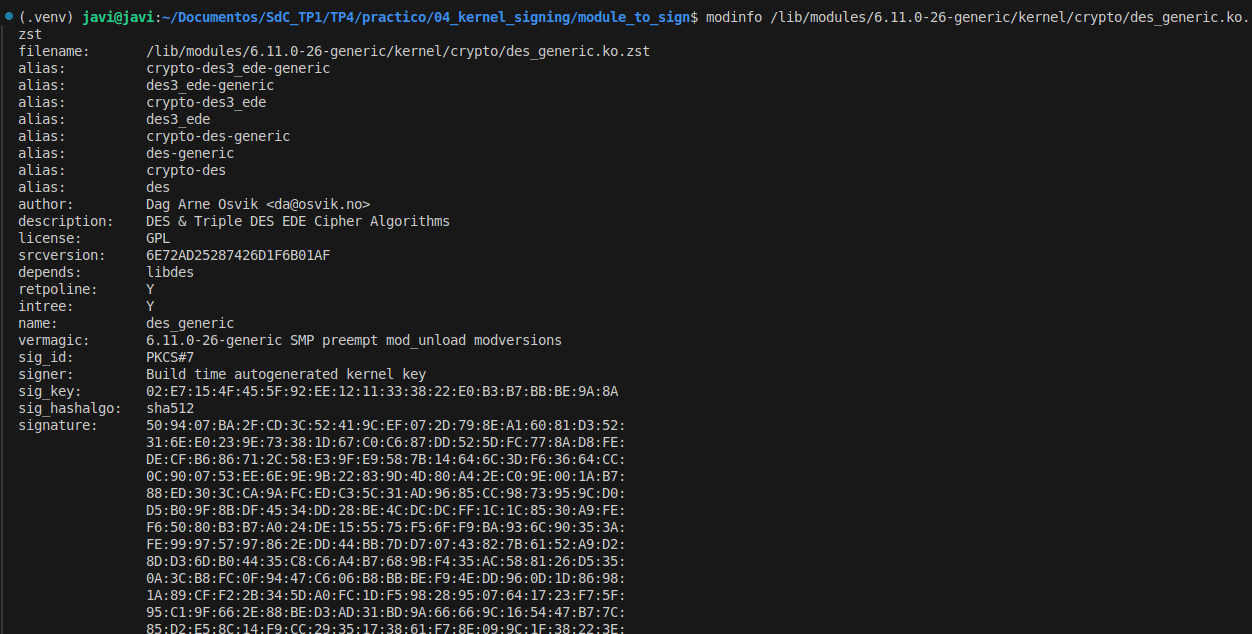 (.venv) javi@javi:~/Documentos/SdC_TP1/TP4/practico/04_kernel_signing/module_to_sign$ modinfo /lib/modules/6.11.0-26-generic/kernel/crypto/des_generic.ko.
zst
filename:       /lib/modules/6.11.0-26-generic/kernel/crypto/des_generic.ko.zst
alias:          crypto-des3_ede-generic
alias:          des3_ede-generic
alias:          crypto-des3_ede
alias:          des3_ede
alias:          crypto-des-generic
alias:          des-generic
alias:          crypto-des
alias:          des
author:         Dag Arne Osvik <da@osvik.no>
description:    DES & Triple DES EDE Cipher Algorithms
license:        GPL
srcversion:     6E72AD25287426D1F6B01AF
depends:        libdes
retpoline:      Y
intree:         Y
name:           des_generic
vermagic:       6.11.0-26-generic SMP preempt mod_unload modversions
sig_id:         PKCS#7
signer:         Build time autogenerated kernel key
sig_key:        02:E7:15:4F:45:5F:92:EE:12:11:33:38:22:E0:B3:B7:BB:BE:9A:8A
sig_hashalgo:   sha512
signature:      50:94:07:BA:2F:CD:3C:52:41:9C:EF:07:2D:79:8E:A1:60:81:D3:52:
                31:6E:E0:23:9E:73:38:1D:67:C0:C6:87:DD:52:5D:FC:77:8A:D8:FE:
                DE:CF:B6:86:71:2C:58:E3:9F:E9:58:7B:14:64:6C:3D:F6:36:64:CC:
                0C:90:07:53:EE:6E:9E:9B:22:83:9D:4D:80:A4:2E:C0:9E:00:1A:B7:
                88:ED:30:3C:CA:9A:FC:ED:C3:5C:31:AD:96:85:CC:98:73:95:9C:D0:
                D5:B0:9F:8B:DF:45:34:DD:28:BE:4C:DC:DC:FF:1C:1C:85:30:A9:FE:
                F6:50:80:B3:B7:A0:24:DE:15:55:75:F5:6F:F9:BA:93:6C:90:35:3A:
                FE:99:97:57:97:86:2E:DD:44:BB:7D:D7:07:43:82:7B:61:52:A9:D2:
                8D:D3:6D:B0:44:35:C8:C6:A4:B7:68:9B:F4:35:AC:58:81:26:D5:35:
                0A:3C:B8:FC:0F:94:47:C6:06:B8:BB:BE:F9:4E:DD:96:0D:1D:86:98:
                1A:89:CF:F2:2B:34:5D:A0:FC:1D:F5:98:28:95:07:64:17:23:F7:5F:
                95:C1:9F:66:2E:88:BE:D3:AD:31:BD:9A:66:66:9C:16:54:47:B7:7C:
                85:D2:E5:8C:14:F9:CC:29:35:17:38:61:F7:8E:09:9C:1F:38:22:3E: